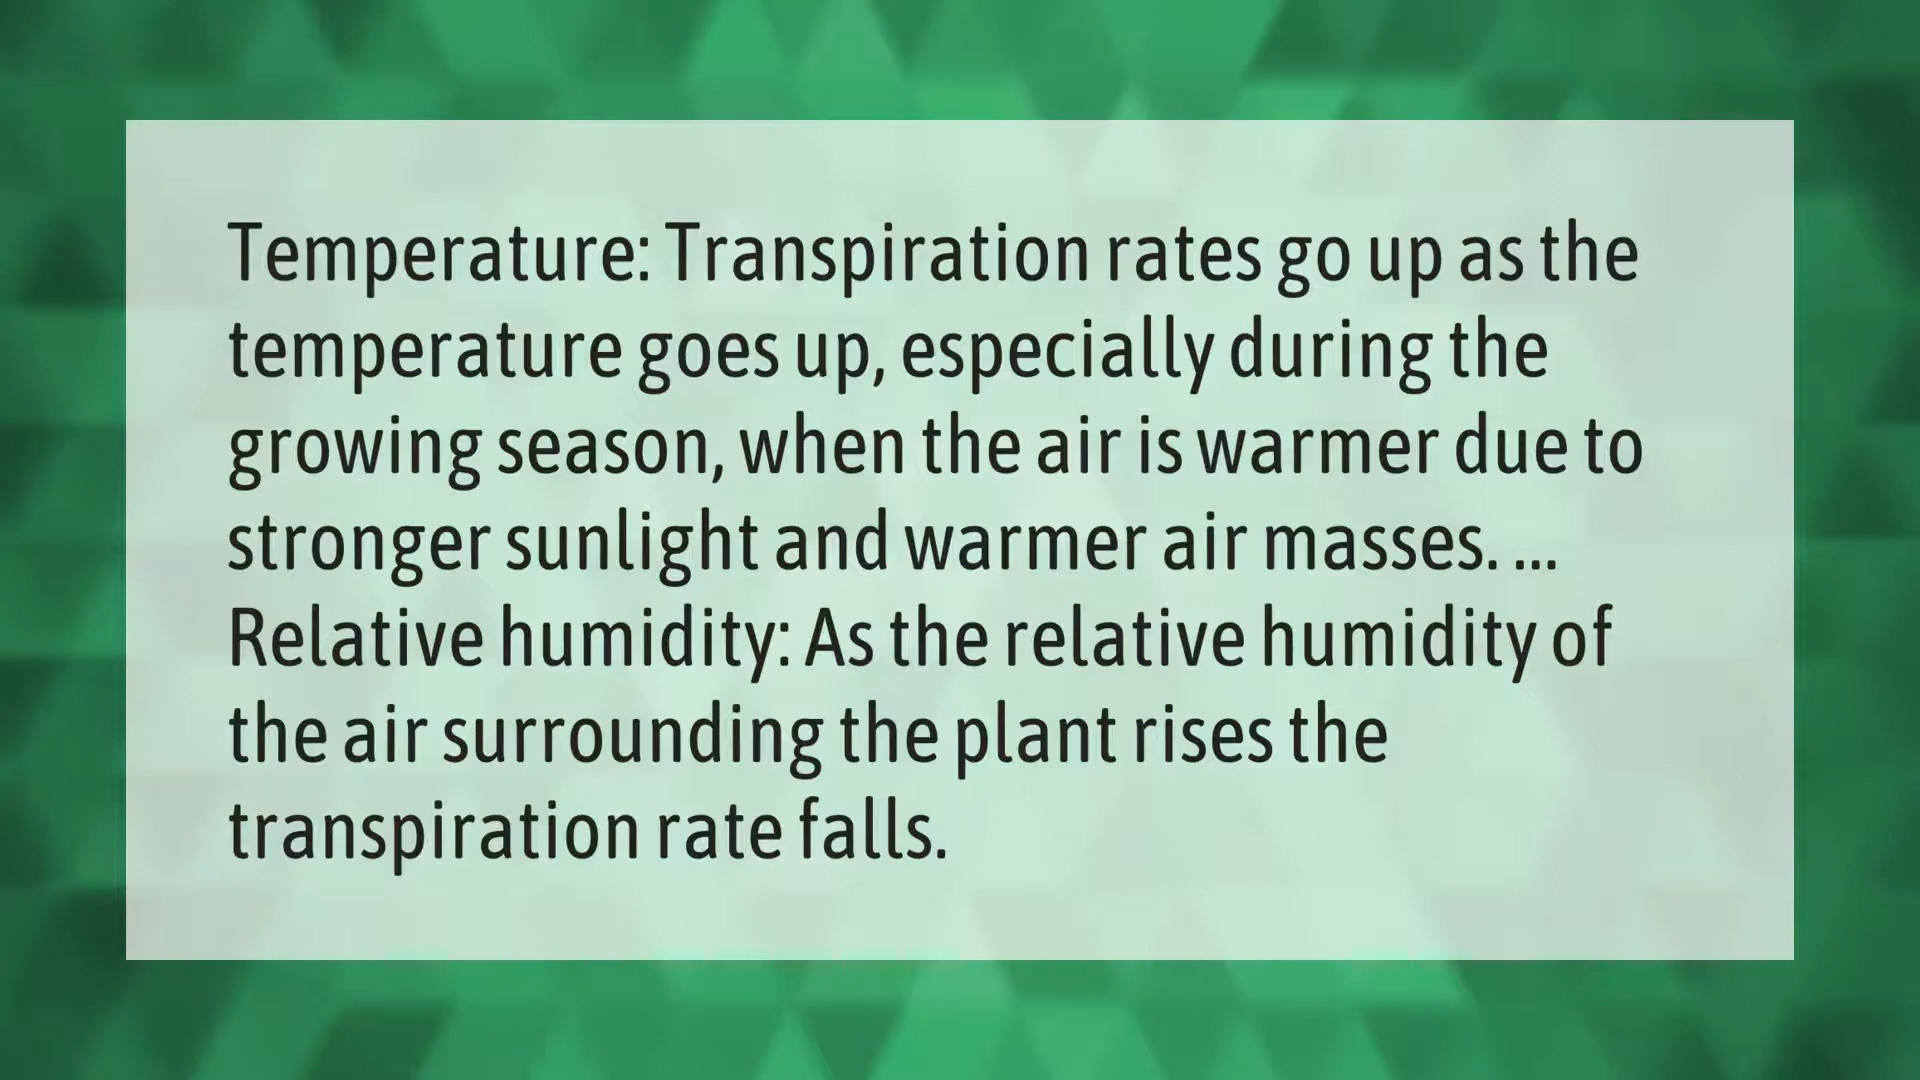 Temperature: Transpiration rates go up as the
temperature goes up, especially during the
growing season, when the air is warmer due to
stronger sunlight and warmer air masses. ...
Relative humidity: As the relative humidity of
the air surrounding the plant rises the
transpiration rate falls.